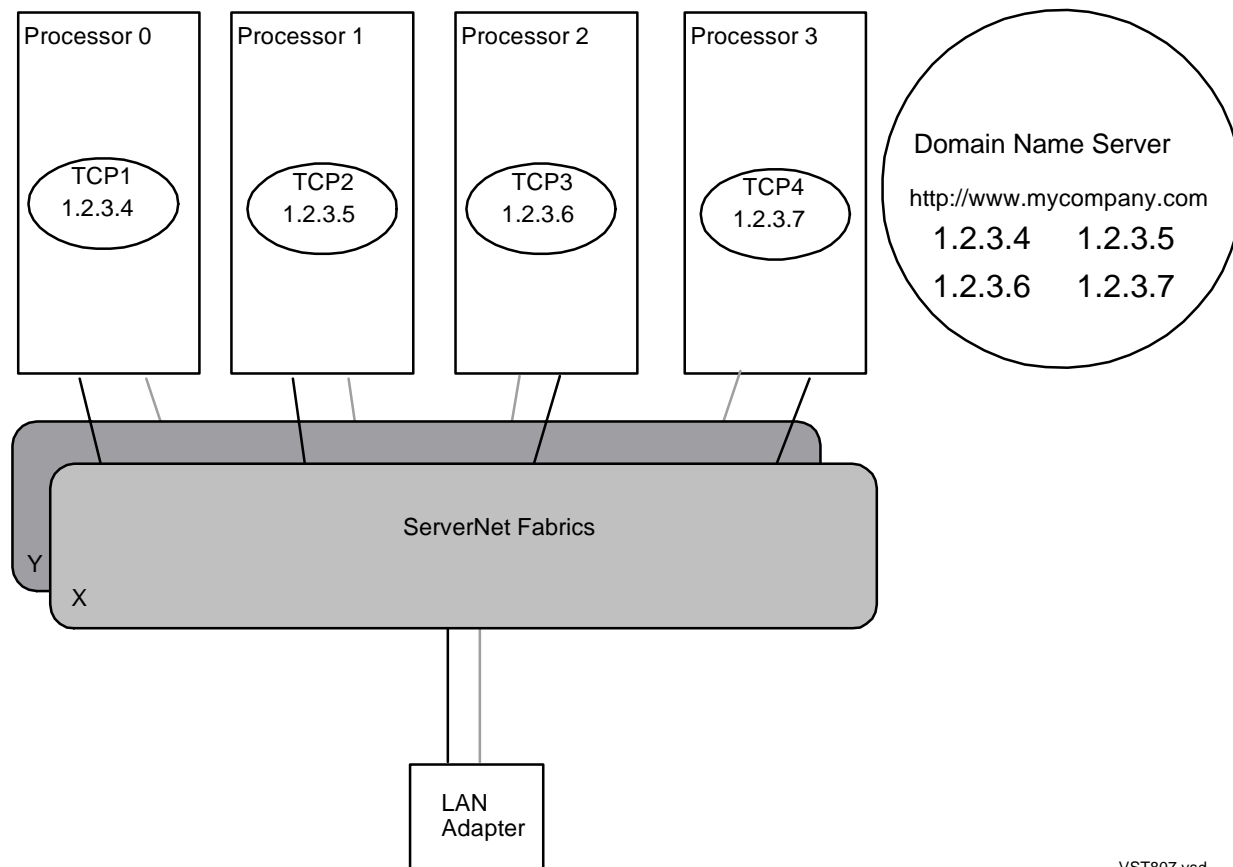 Processor 0
Processor 1
Processor 2
Processor 3
TCP1
1.2.3.4
TCP2
1.2.3.5
TCP3
1.2.3.6
TCP4
1.2.3.7
Domain Name Server
http://www.mycompany.com
1.2.3.4 1.2.3.5
1.2.3.6 1.2.3.7
ServerNet Fabrics
Y
X
LAN
Adapter
VST807.vsd